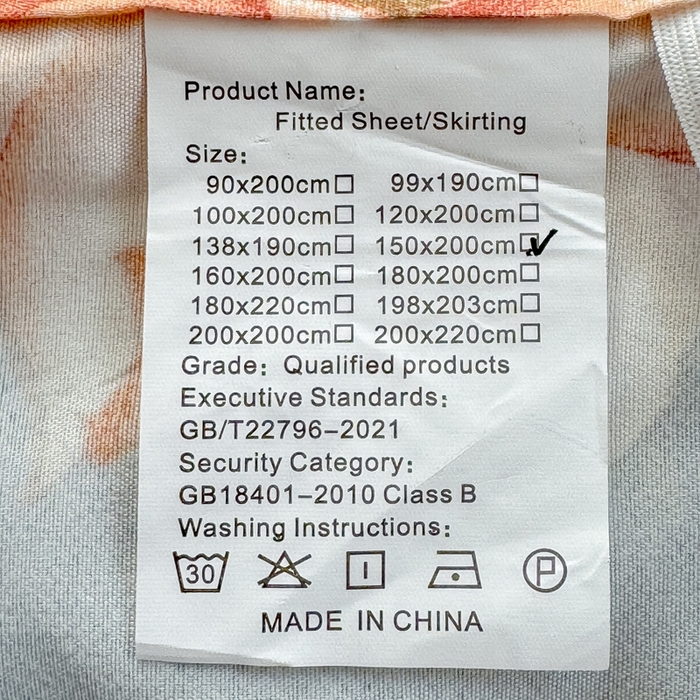 Product Name:
Fitted Sheet/Skirting
Size:
90x200cm☐ 99x190cm☐
100x200cm☐ 120x200cm☐
138x190cm☐ 150x200cm☑
160x200cm☐ 180x200cm☐
180x220cm☐ 198x203cm☐
200x200cm☐ 200x220cm☐
Grade: Qualified products
Executive Standards:
GB/T22796–2021
Security Category:
GB18401–2010 Class B
Washing Instructions:
30 P
MADE IN CHINA